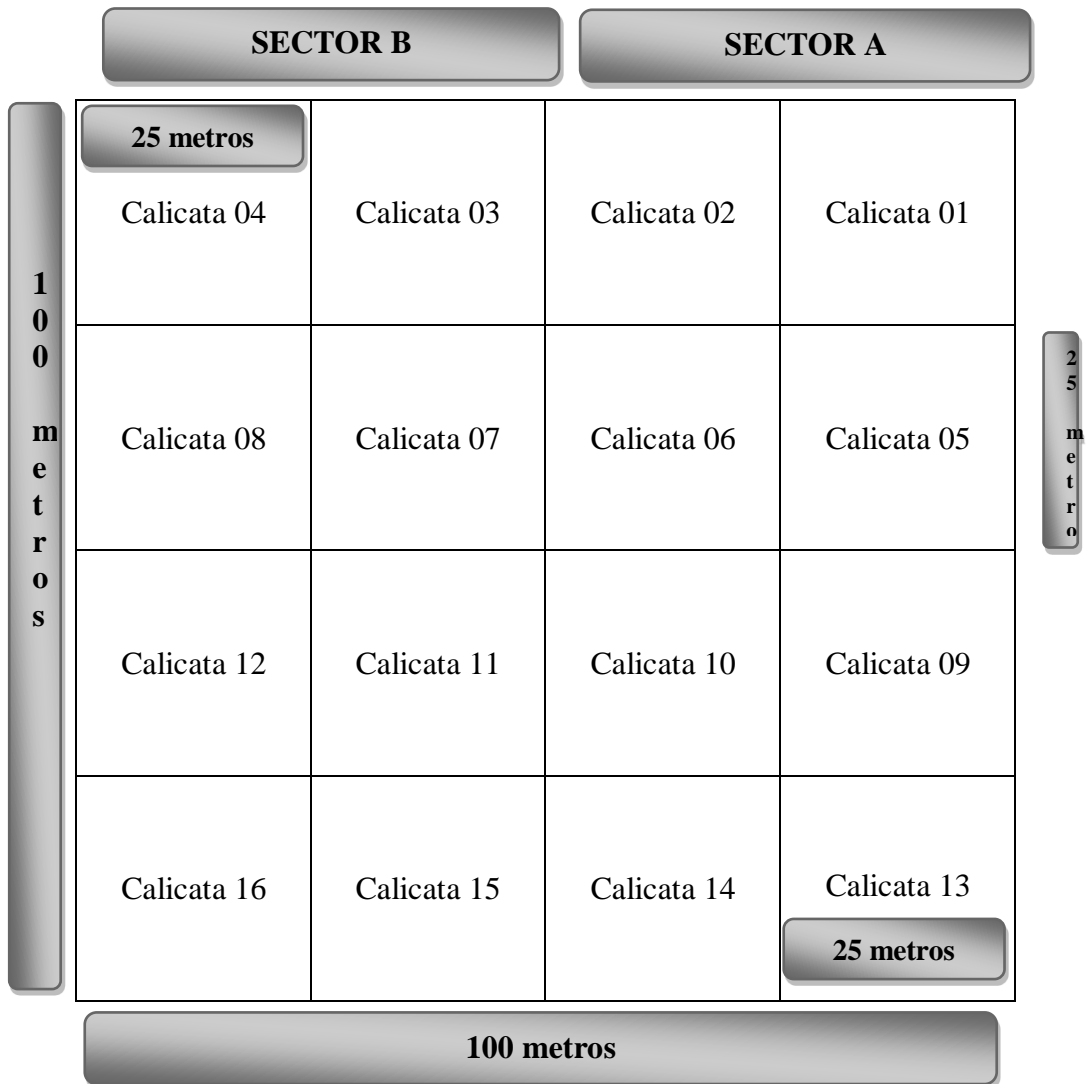 SECTOR B
SECTOR A
25 metros
Calicata 04
Calicata 03
Calicata 02
Calicata 01
100 metros
Calicata 08
Calicata 07
Calicata 06
Calicata 05
25 metro
Calicata 12
Calicata 11
Calicata 10
Calicata 09
Calicata 16
Calicata 15
Calicata 14
Calicata 13
25 metros
100 metros